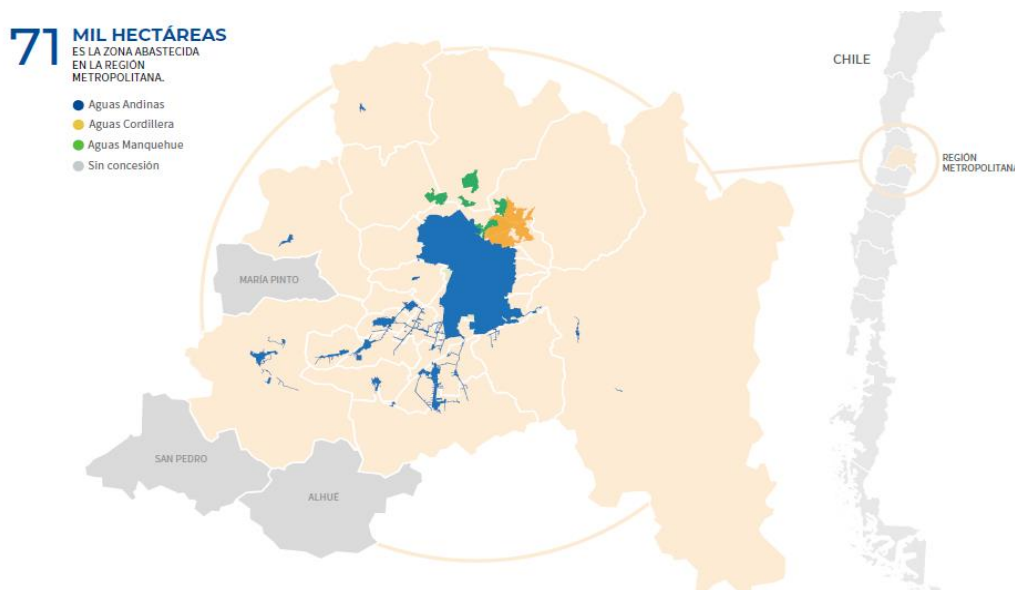 71 MIL HECTÁREAS
ES LA ZONA ABASTECIDA
EN LA REGIÓN
METROPOLITANA.
Aguas Andinas
Aguas Cordillera
Aguas Manquehue
Sin concesión
CHILE
REGIÓN
METROPOLITANA
MARÍA PINTO
SAN PEDRO
ALHUÉ